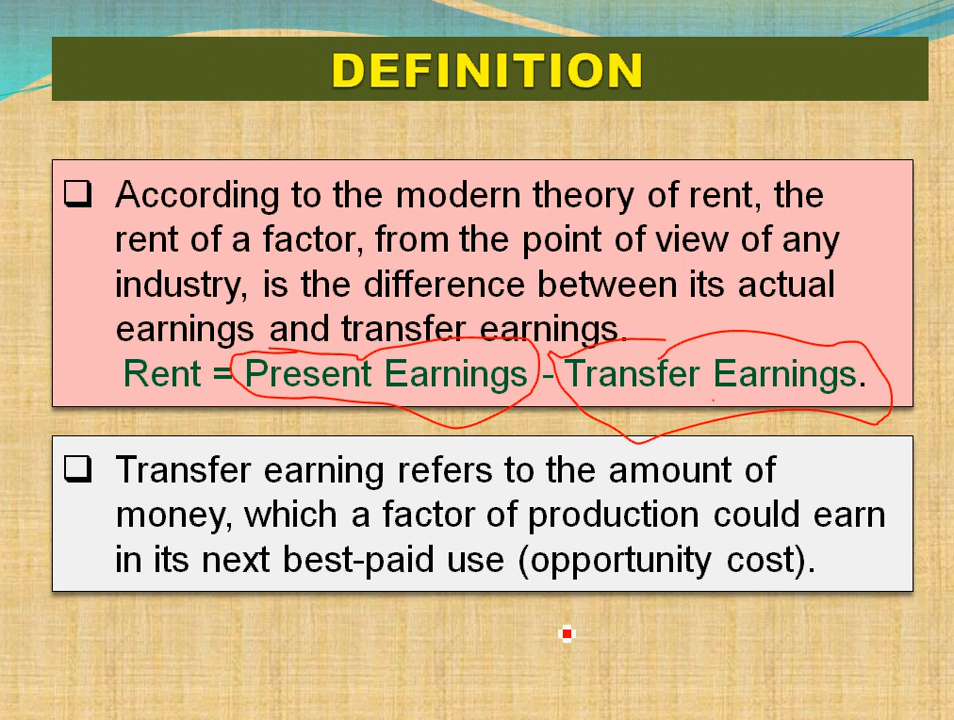 DEFINITION
❑ According to the modern theory of rent, the
rent of a factor, from the point of view of any
industry, is the difference between its actual
earnings and transfer earnings.
Rent = Present Earnings - Transfer Earnings.
❑ Transfer earning refers to the amount of
money, which a factor of production could earn
in its next best-paid use (opportunity cost).